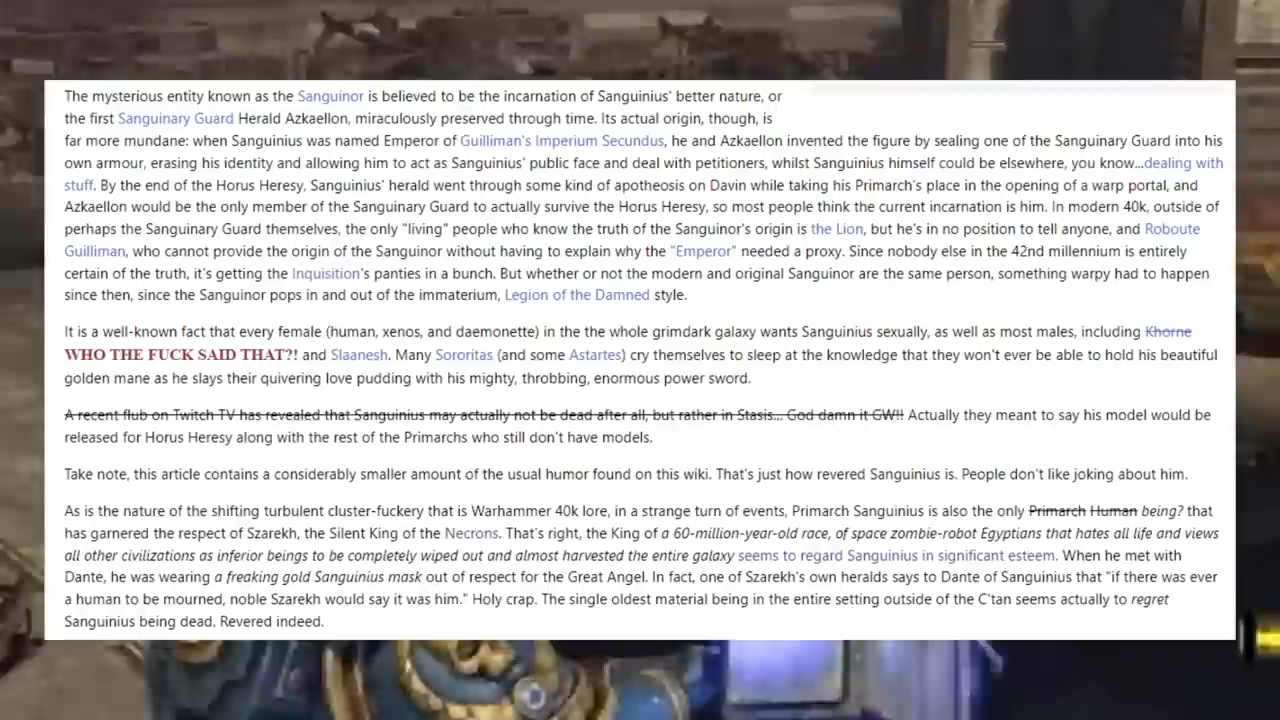 The mysterious entity known as the Sanguinor is believed to be the incarnation of Sanguinius' better nature, or
the first Sanguinary Guard Herald Azkaellon, miraculously preserved through time. Its actual origin, though, is
far more mundane: when Sanguinius was named Emperor of Guilliman's Imperium Secundus, he and Azkaellon invented the figure by sealing one of the Sanguinary Guard into his
own armour, erasing his identity and allowing him to act as Sanguinius' public face and deal with petitioners, whilst Sanguinius himself could be elsewhere, you know...dealing with
stuff. By the end of the Horus Heresy, Sanguinius' herald went through some kind of apotheosis on Davin while taking his Primarch's place in the opening of a warp portal, and
Azkaellon would be the only member of the Sanguinary Guard to actually survive the Horus Heresy, so most people think the current incarnation is him. In modern 40k, outside of
perhaps the Sanguinary Guard themselves, the only "living" people who know the truth of the Sanguinor's origin is the Lion, but he's in no position to tell anyone, and Roboute
Guilliman, who cannot provide the origin of the Sanguinor without having to explain why the "Emperor" needed a proxy. Since nobody else in the 42nd millennium is entirely
certain of the truth, it's getting the Inquisition's panties in a bunch. But whether or not the modern and original Sanguinor are the same person, something warpy had to happen
since then, since the Sanguinor pops in and out of the immaterium, Legion of the Damned style.
It is a well-known fact that every female (human, xenos, and daemonette) in the the whole grimdark galaxy wants Sanguinius sexually, as well as most males, including Khorne
WHO THE FUCK SAID THAT?! and Slaanesh. Many Sororitas (and some Astartes) cry themselves to sleep at the knowledge that they won't ever be able to hold his beautiful
golden mane as he slays their quivering love pudding with his mighty, throbbing, enormous power sword.
A recent flub on Twitch TV has revealed that Sanguinius may actually not be dead after all, but rather in Stasis... God damn it GW!! Actually they meant to say his model would be
released for Horus Heresy along with the rest of the Primarchs who still don't have models.
Take note, this article contains a considerably smaller amount of the usual humor found on this wiki. That's just how revered Sanguinius is. People don't like joking about him.
As is the nature of the shifting turbulent cluster-fuckery that is Warhammer 40k lore, in a strange turn of events, Primarch Sanguinius is also the only Primarch Human being? that
has garnered the respect of Szarekh, the Silent King of the Necrons. That's right, the King of a 60-million-year-old race, of space zombie-robot Egyptians that hates all life and views
all other civilizations as inferior beings to be completely wiped out and almost harvested the entire galaxy seems to regard Sanguinius in significant esteem. When he met with
Dante, he was wearing a freaking gold Sanguinius mask out of respect for the Great Angel. In fact, one of Szarekh's own heralds says to Dante of Sanguinius that "if there was ever
a human to be mourned, noble Szarekh would say it was him." Holy crap. The single oldest material being in the entire setting outside of the C'tan seems actually to regret
Sanguinius being dead. Revered indeed.